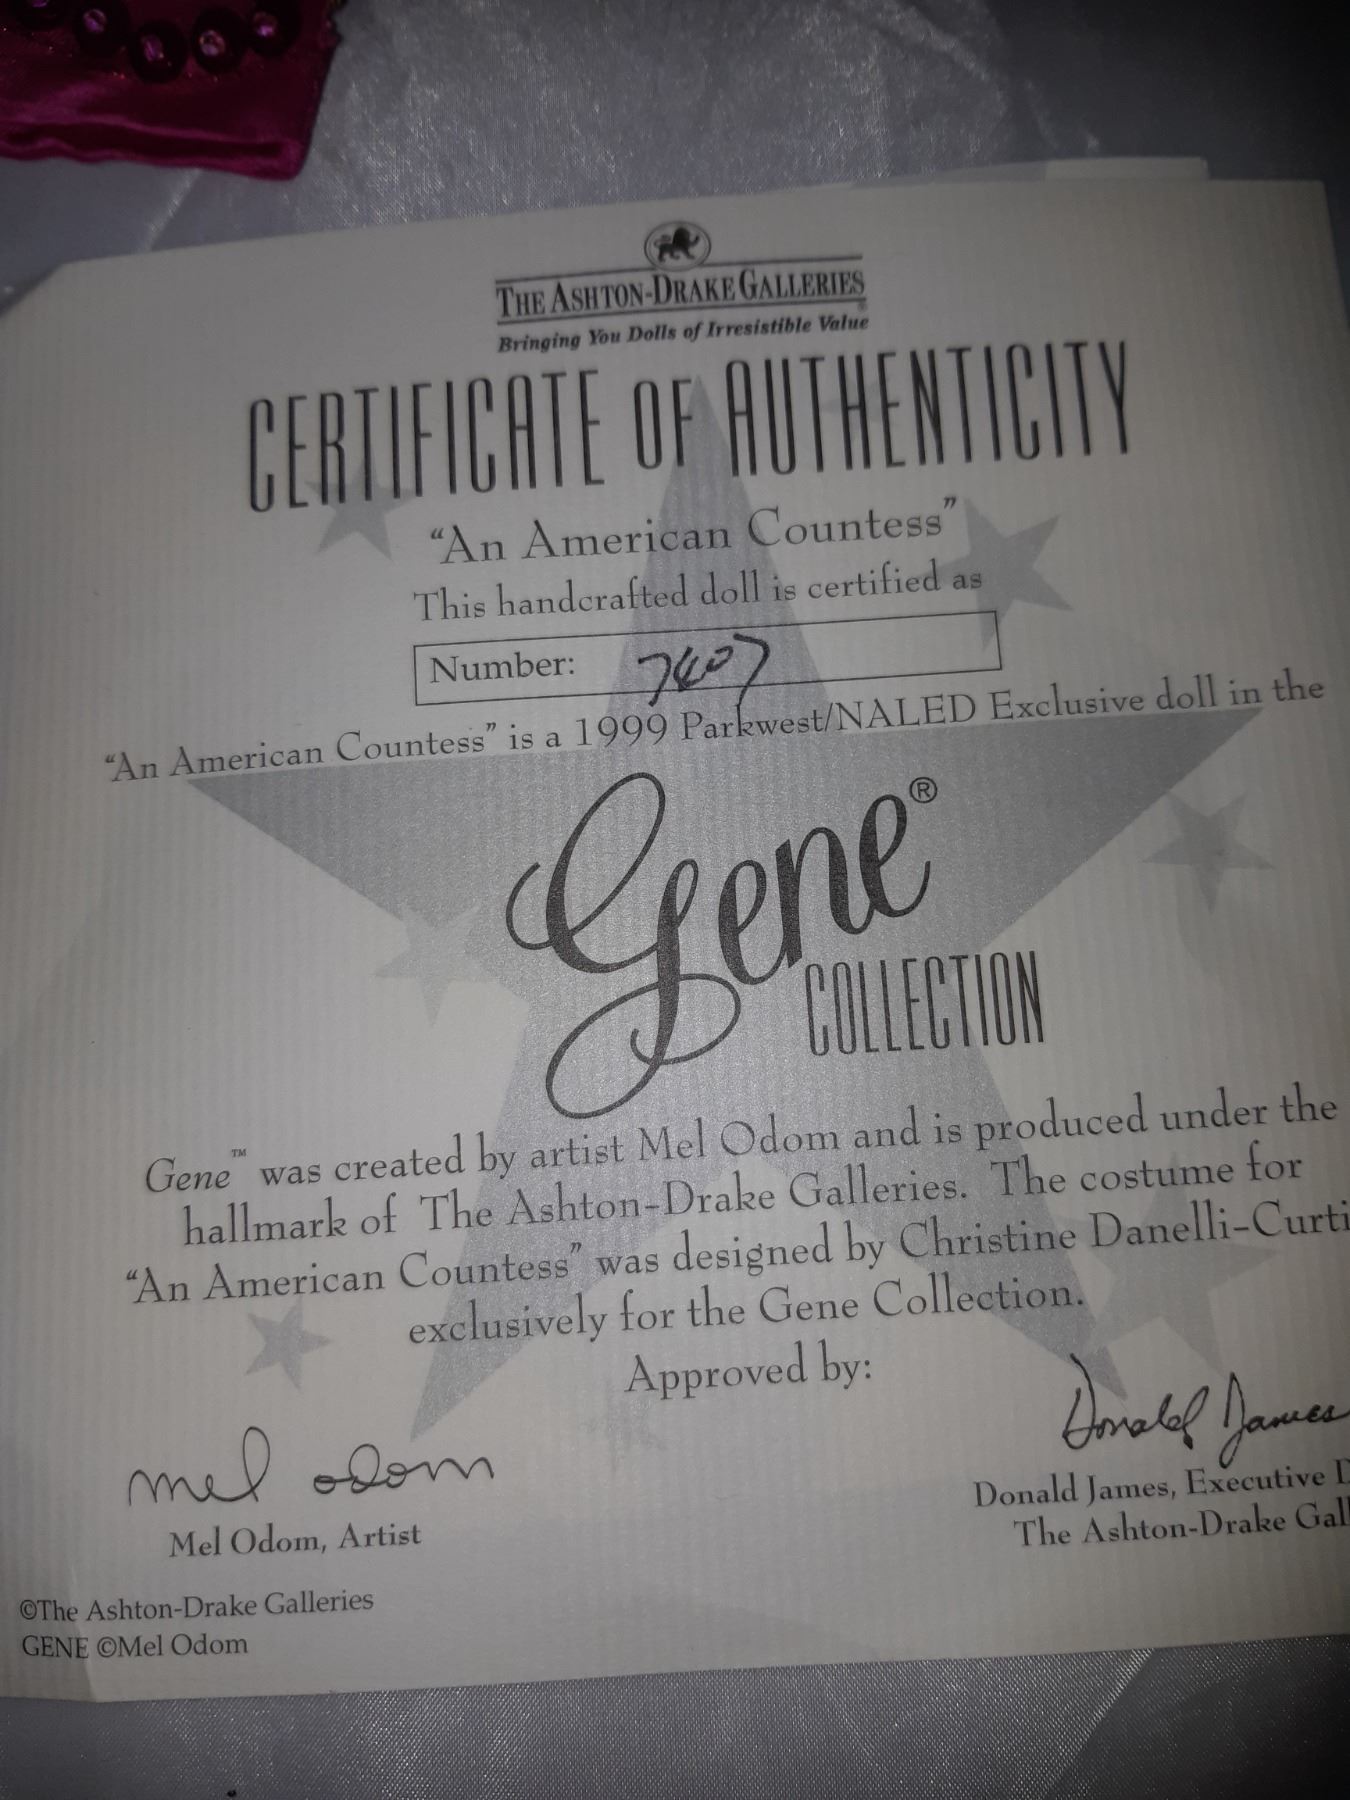 THE ASHTON-DRAKE GALLERIES
Bringing You Dolls of Irresistible Value
CERTIFICATE OF AUTHENTICITY
“An American Countess”
This handcrafted doll is certified as
Number: 7407
“An American Countess” is a 1999 Parkwest/NALED Exclusive doll in the
Gene®
COLLECTION
Gene™ was created by artist Mel Odom and is produced under the
hallmark of The Ashton-Drake Galleries. The costume for
“An American Countess” was designed by Christine Danelli-Curti
exclusively for the Gene Collection.
Approved by:
mel odom
Donald James
Mel Odom, Artist
Donald James, Executive D
The Ashton-Drake Gall
©The Ashton-Drake Galleries
GENE ©Mel Odom